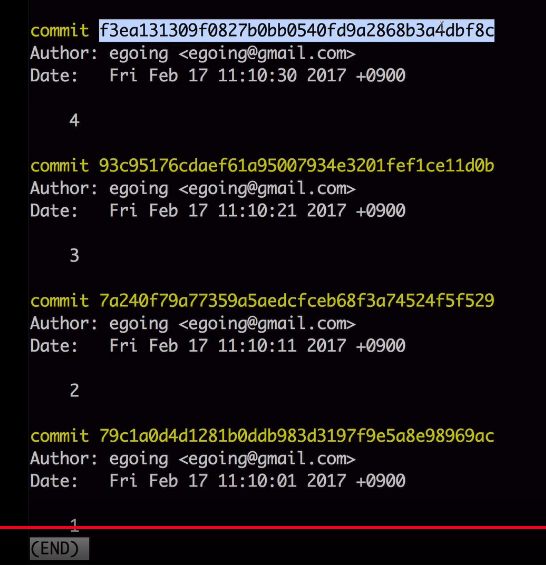 commit f3ea131309f0827b0bb0540fd9a2868b3a4dbf8c
Author: egoing <egoing@gmail.com>
Date:   Fri Feb 17 11:10:30 2017 +0900
4
commit 93c95176cdaef61a95007934e3201fef1ce11d0b
Author: egoing <egoing@gmail.com>
Date:   Fri Feb 17 11:10:21 2017 +0900
3
commit 7a240f79a77359a5aedcfceb68f3a74524f5f529
Author: egoing <egoing@gmail.com>
Date:   Fri Feb 17 11:10:11 2017 +0900
2
commit 79c1a0d4d1281b0ddb983d3197f9e5a8e98969ac
Author: egoing <egoing@gmail.com>
Date:   Fri Feb 17 11:10:01 2017 +0900
1
(END)